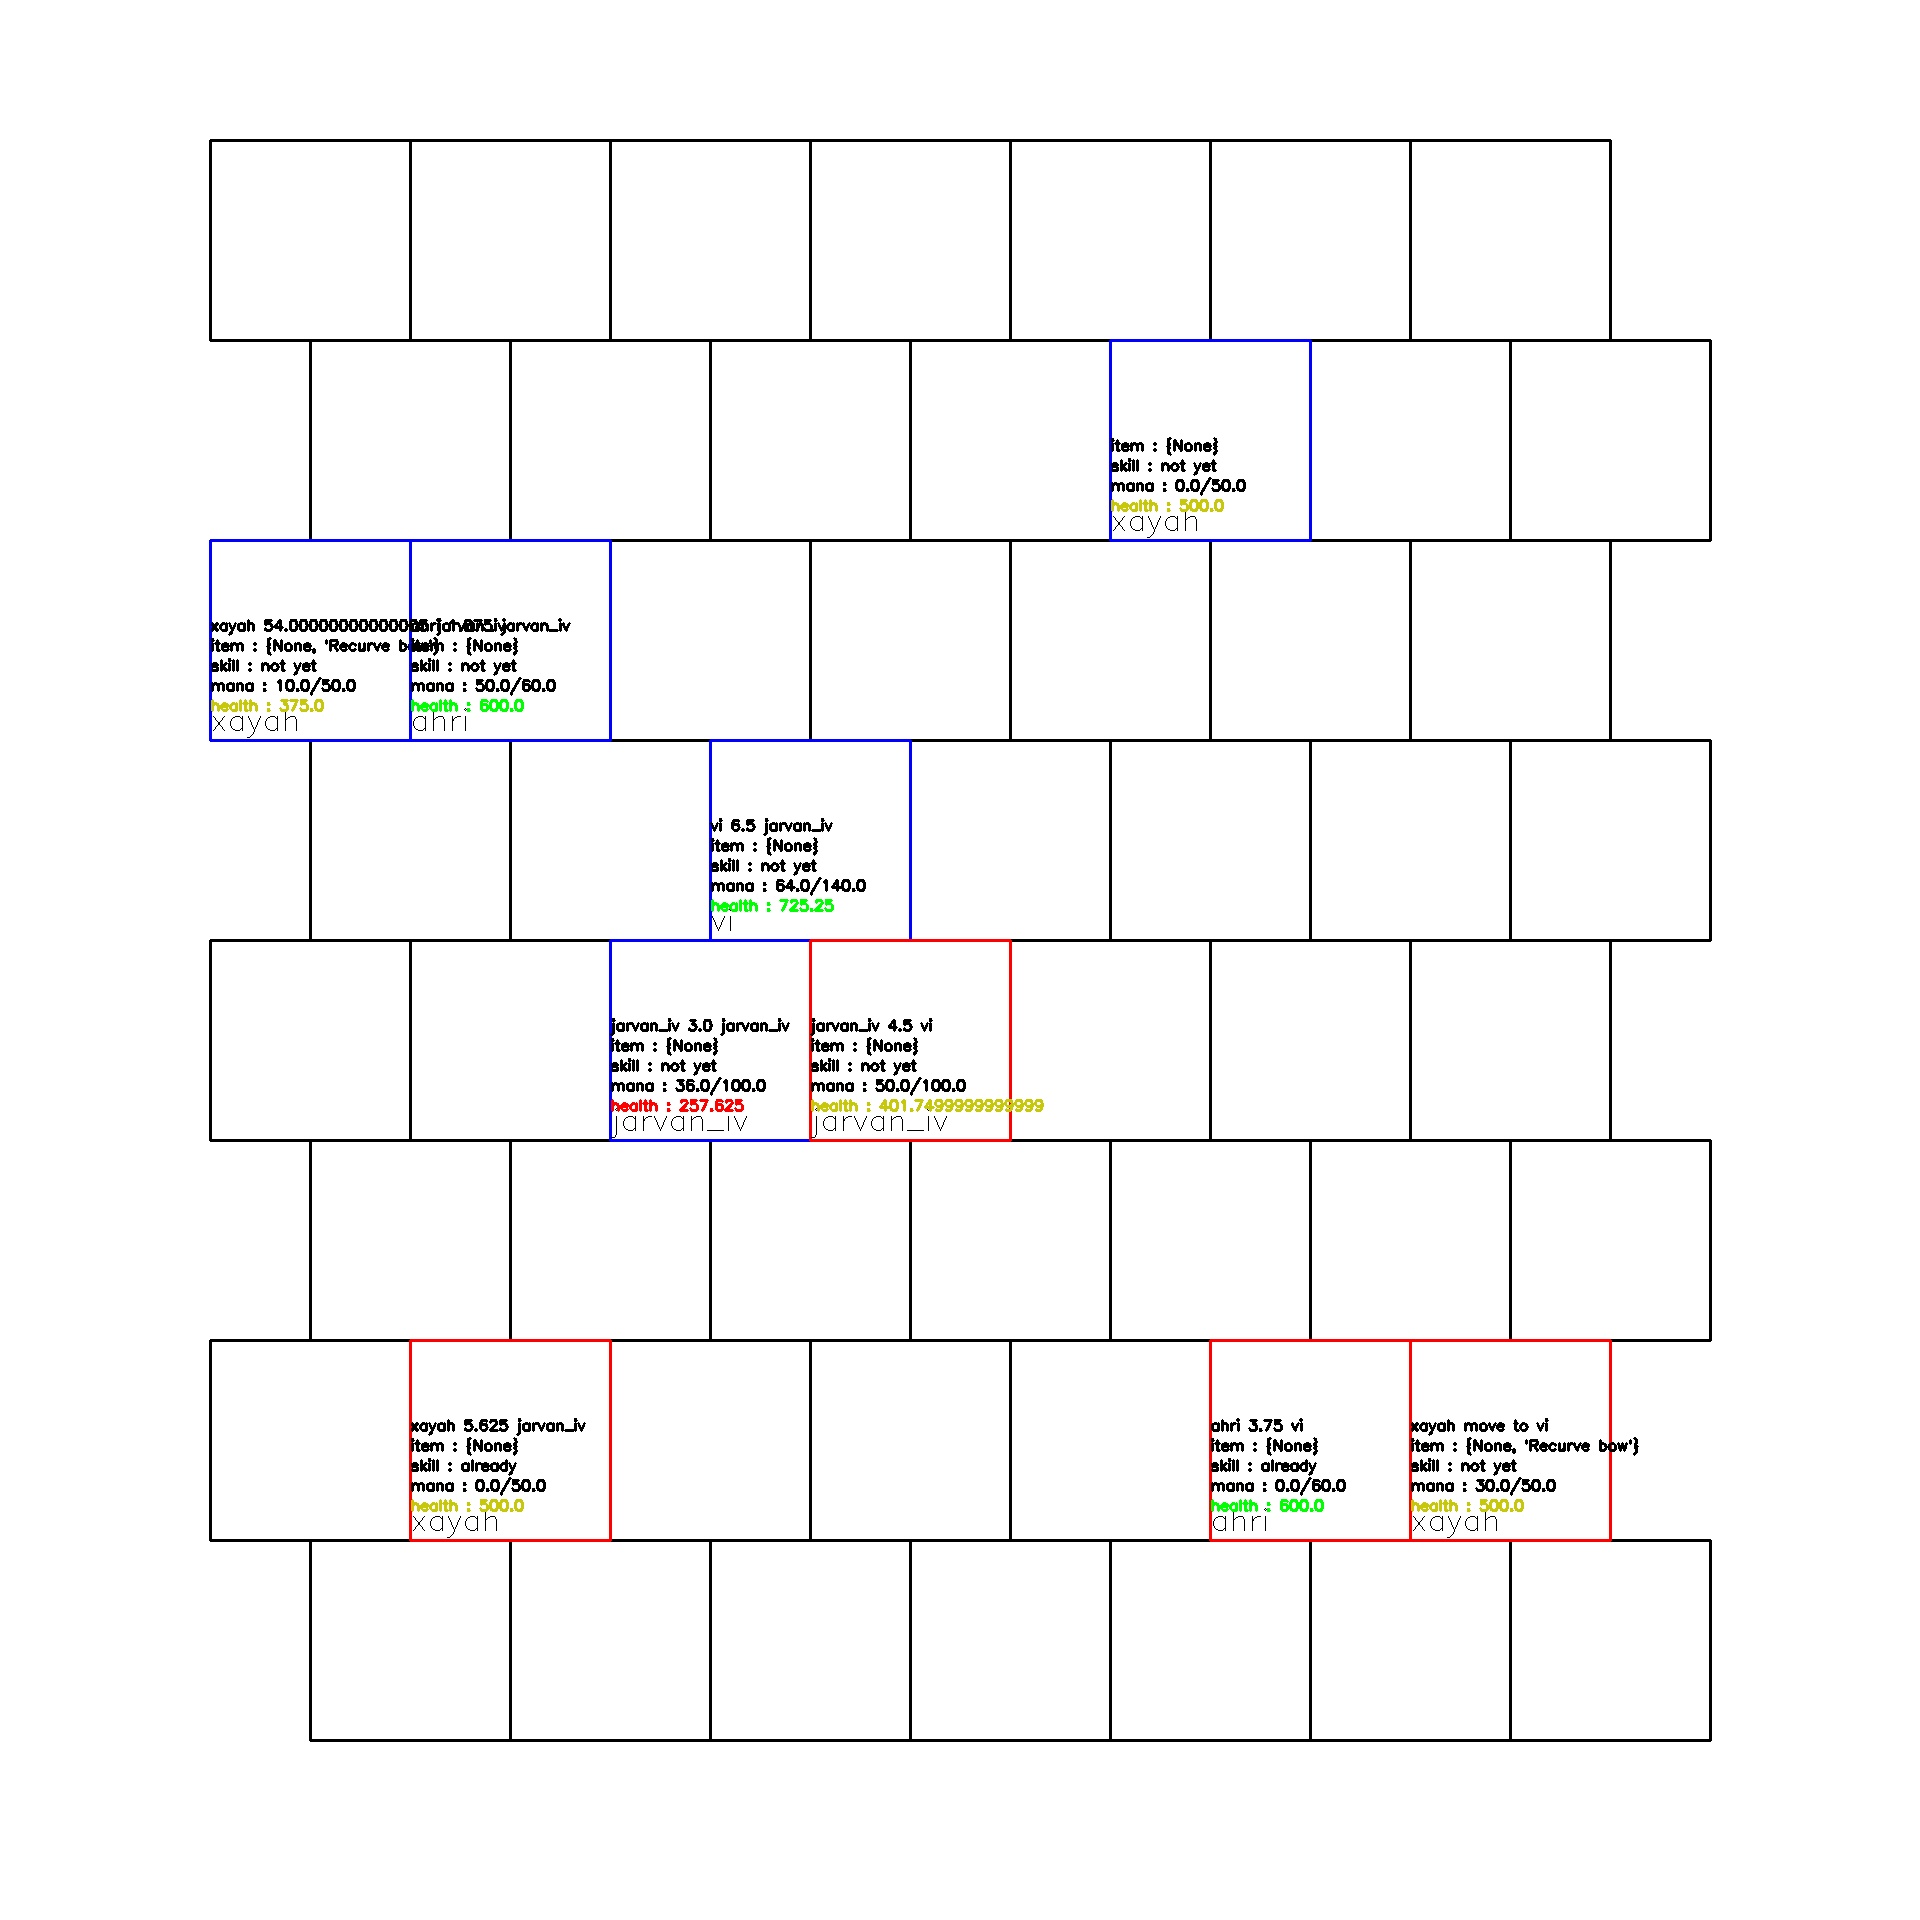 item : {None}
skill : not yet
mana : 0.0/50.0
health : 500.0
xayah
xayah 54.00000000000005 jarvan_iv
item : {None, 'Recurve bow'}
skill : not yet
mana : 10.0/50.0
health : 375.0
xayah
ahri 1.875 jarvan_iv
item : {None}
skill : not yet
mana : 50.0/60.0
health : 600.0
ahri
vi 6.5 jarvan_iv
item : {None}
skill : not yet
mana : 64.0/140.0
health : 725.25
vi
jarvan_iv 3.0 jarvan_iv
item : {None}
skill : not yet
mana : 36.0/100.0
health : 257.625
jarvan_iv
jarvan_iv 4.5 vi
item : {None}
skill : not yet
mana : 50.0/100.0
health : 401.7499999999999
jarvan_iv
xayah 5.625 jarvan_iv
item : {None}
skill : already
mana : 0.0/50.0
health : 500.0
xayah
ahri 3.75 vi
item : {None}
skill : already
mana : 0.0/60.0
health : 600.0
ahri
xayah move to vi
item : {None, 'Recurve bow'}
skill : not yet
mana : 30.0/50.0
health : 500.0
xayah